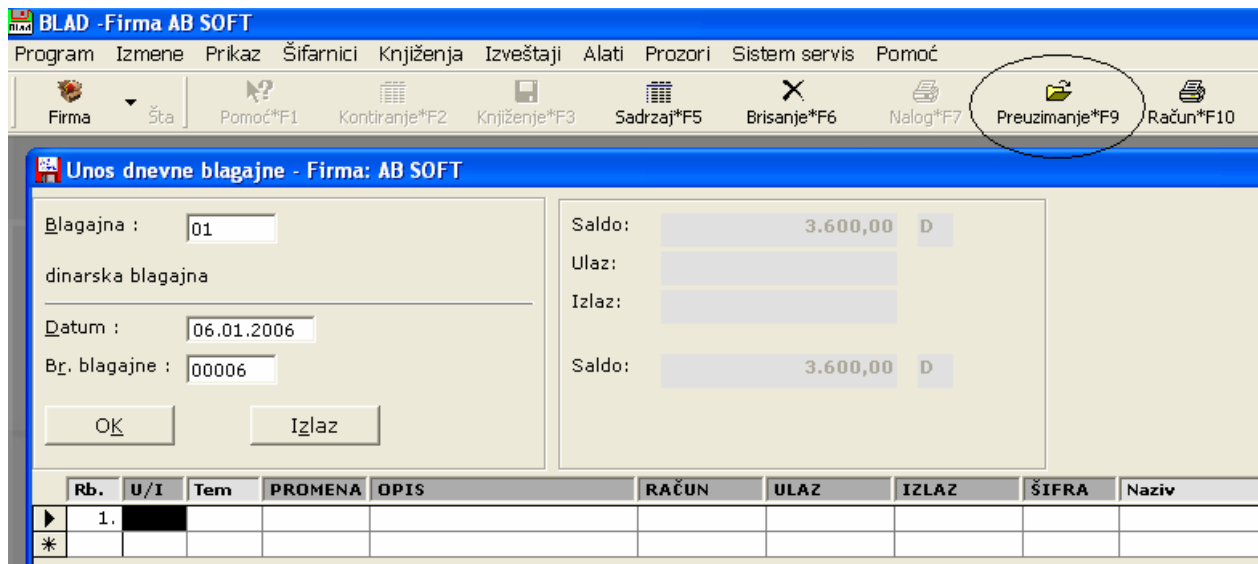 BLAD -Firma AB SOFT
Program Izmene Prikaz Šifarnici Knjiženja Izveštaji Alati Prozori Sistem servis Pomoć
Firma Šta Pomoć*F1 Kontiranje*F2 Knjiženje*F3 Sadrzaj*F5 Brisanje*F6 Nalog*F7 Preuzimanje*F9 Račun*F10
Unos dnevne blagajne - Firma: AB SOFT
Blagajna : 01
dinarska blagajna
Datum : 06.01.2006
Br. blagajne : 00006
OK Izlaz
Saldo: 3.600,00 D
Ulaz:
Izlaz:
Saldo: 3.600,00 D
Rb. U/I Tem PROMENA OPIS RAČUN ULAZ IZLAZ ŠIFRA Naziv
1.